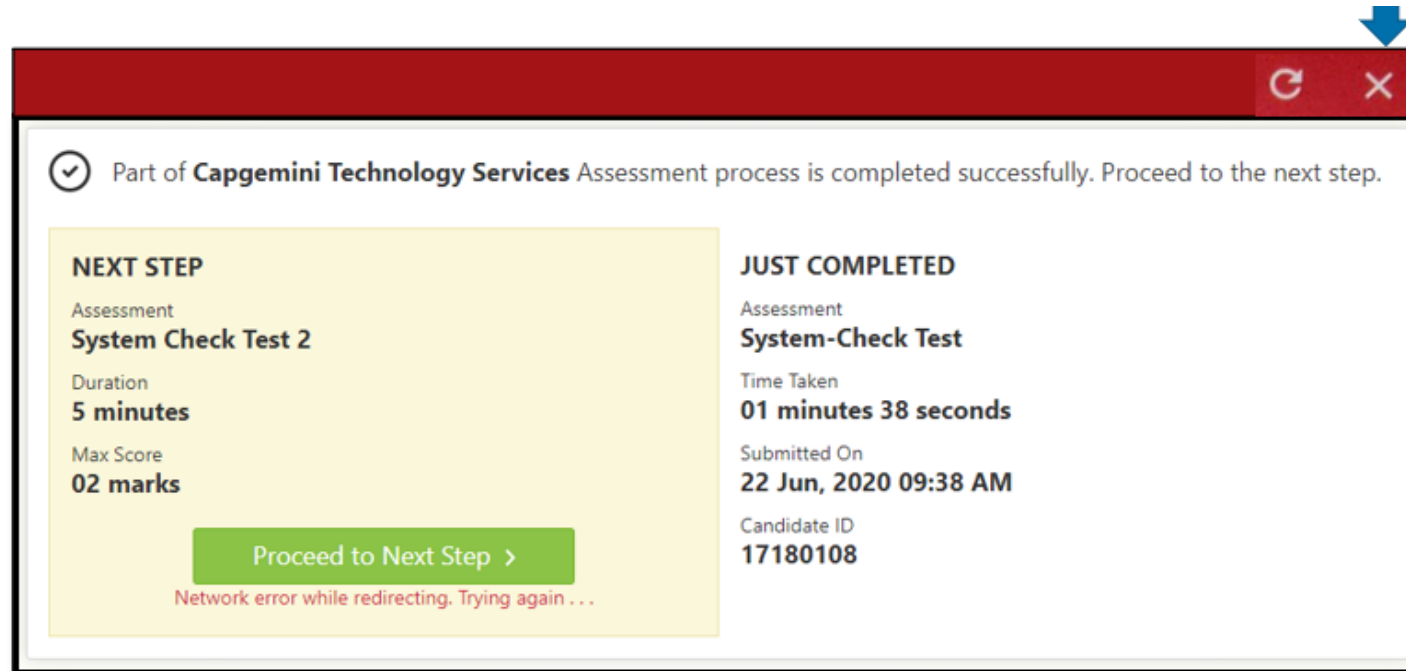 Part of Capgemini Technology Services Assessment process is completed successfully. Proceed to the next step.
NEXT STEP
Assessment
System Check Test 2
Duration
5 minutes
Max Score
02 marks
Proceed to Next Step >
Network error while redirecting. Trying again . . .
JUST COMPLETED
Assessment
System-Check Test
Time Taken
01 minutes 38 seconds
Submitted On
22 Jun, 2020 09:38 AM
Candidate ID
17180108